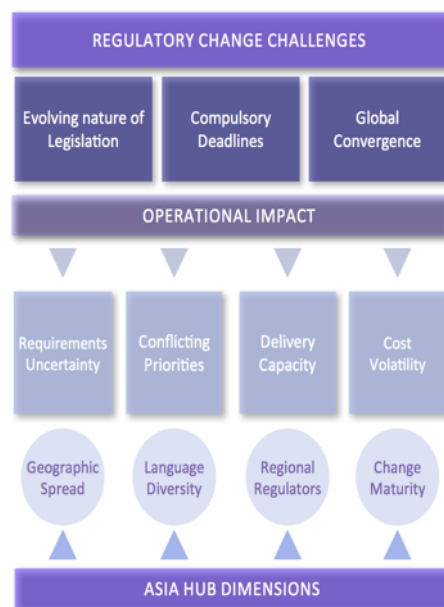 REGULATORY CHANGE CHALLENGES
Evolving nature of
Legislation
Compulsory
Deadlines
Global
Convergence
OPERATIONAL IMPACT
Requirements
Uncertainty
Conflicting
Priorities
Delivery
Capacity
Cost
Volatility
Geographic
Spread
Language
Diversity
Regional
Regulators
Change
Maturity
ASIA HUB DIMENSIONS